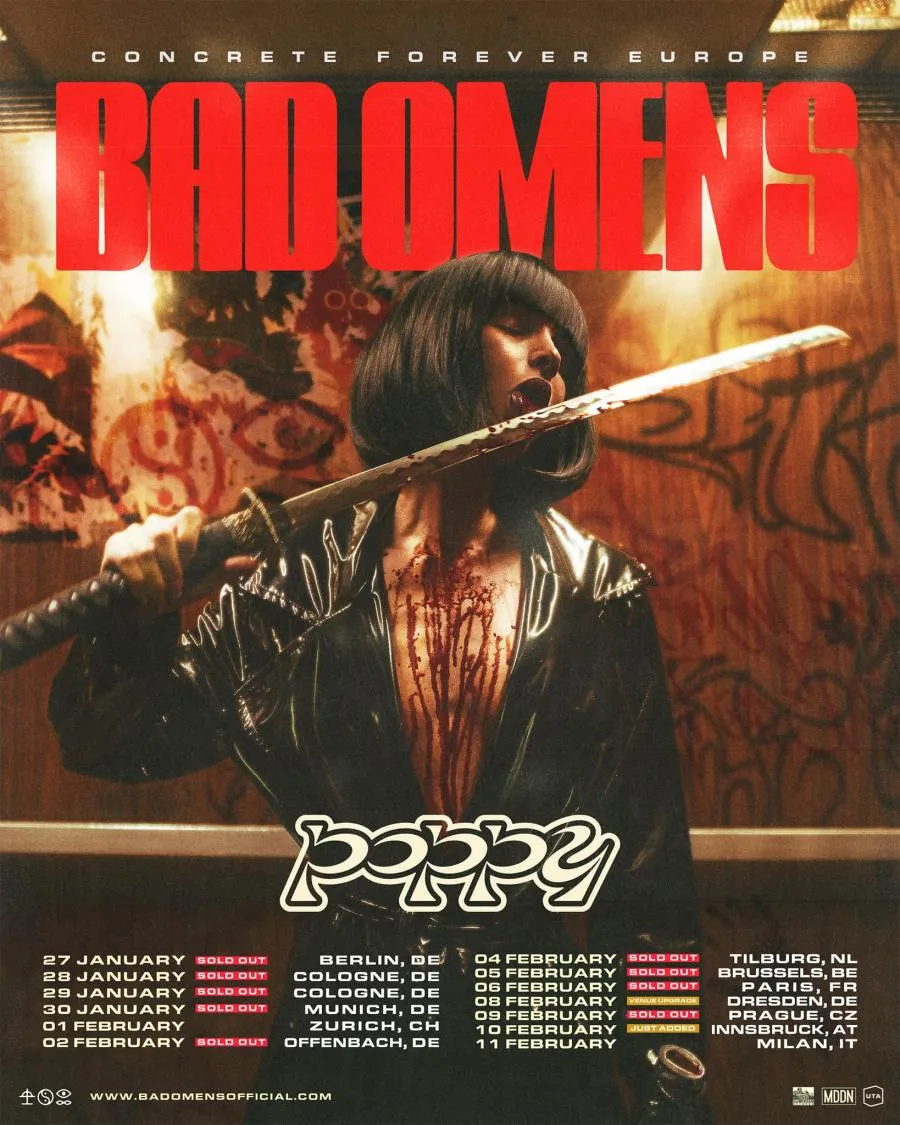 CONCRETE FOREVER EUROPE
BAD OMENS
poppy
27 JANUARY SOLD OUT BERLIN, DE
28 JANUARY SOLD OUT COLOGNE, DE
29 JANUARY SOLD OUT COLOGNE, DE
30 JANUARY SOLD OUT MUNICH, DE
01 FEBRUARY ZURICH, CH
02 FEBRUARY SOLD OUT OFFENBACH, DE
04 FEBRUARY SOLD OUT TILBURG, NL
05 FEBRUARY SOLD OUT BRUSSELS, BE
06 FEBRUARY SOLD OUT PARIS, FR
08 FEBRUARY VENUE UPGRADE DRESDEN, DE
09 FEBRUARY SOLD OUT PRAGUE, CZ
10 FEBRUARY JUST ADDED INNSBRUCK, AT
11 FEBRUARY MILAN, IT
WWW.BADOMENSOFFICIAL.COM
MDDN
UTA